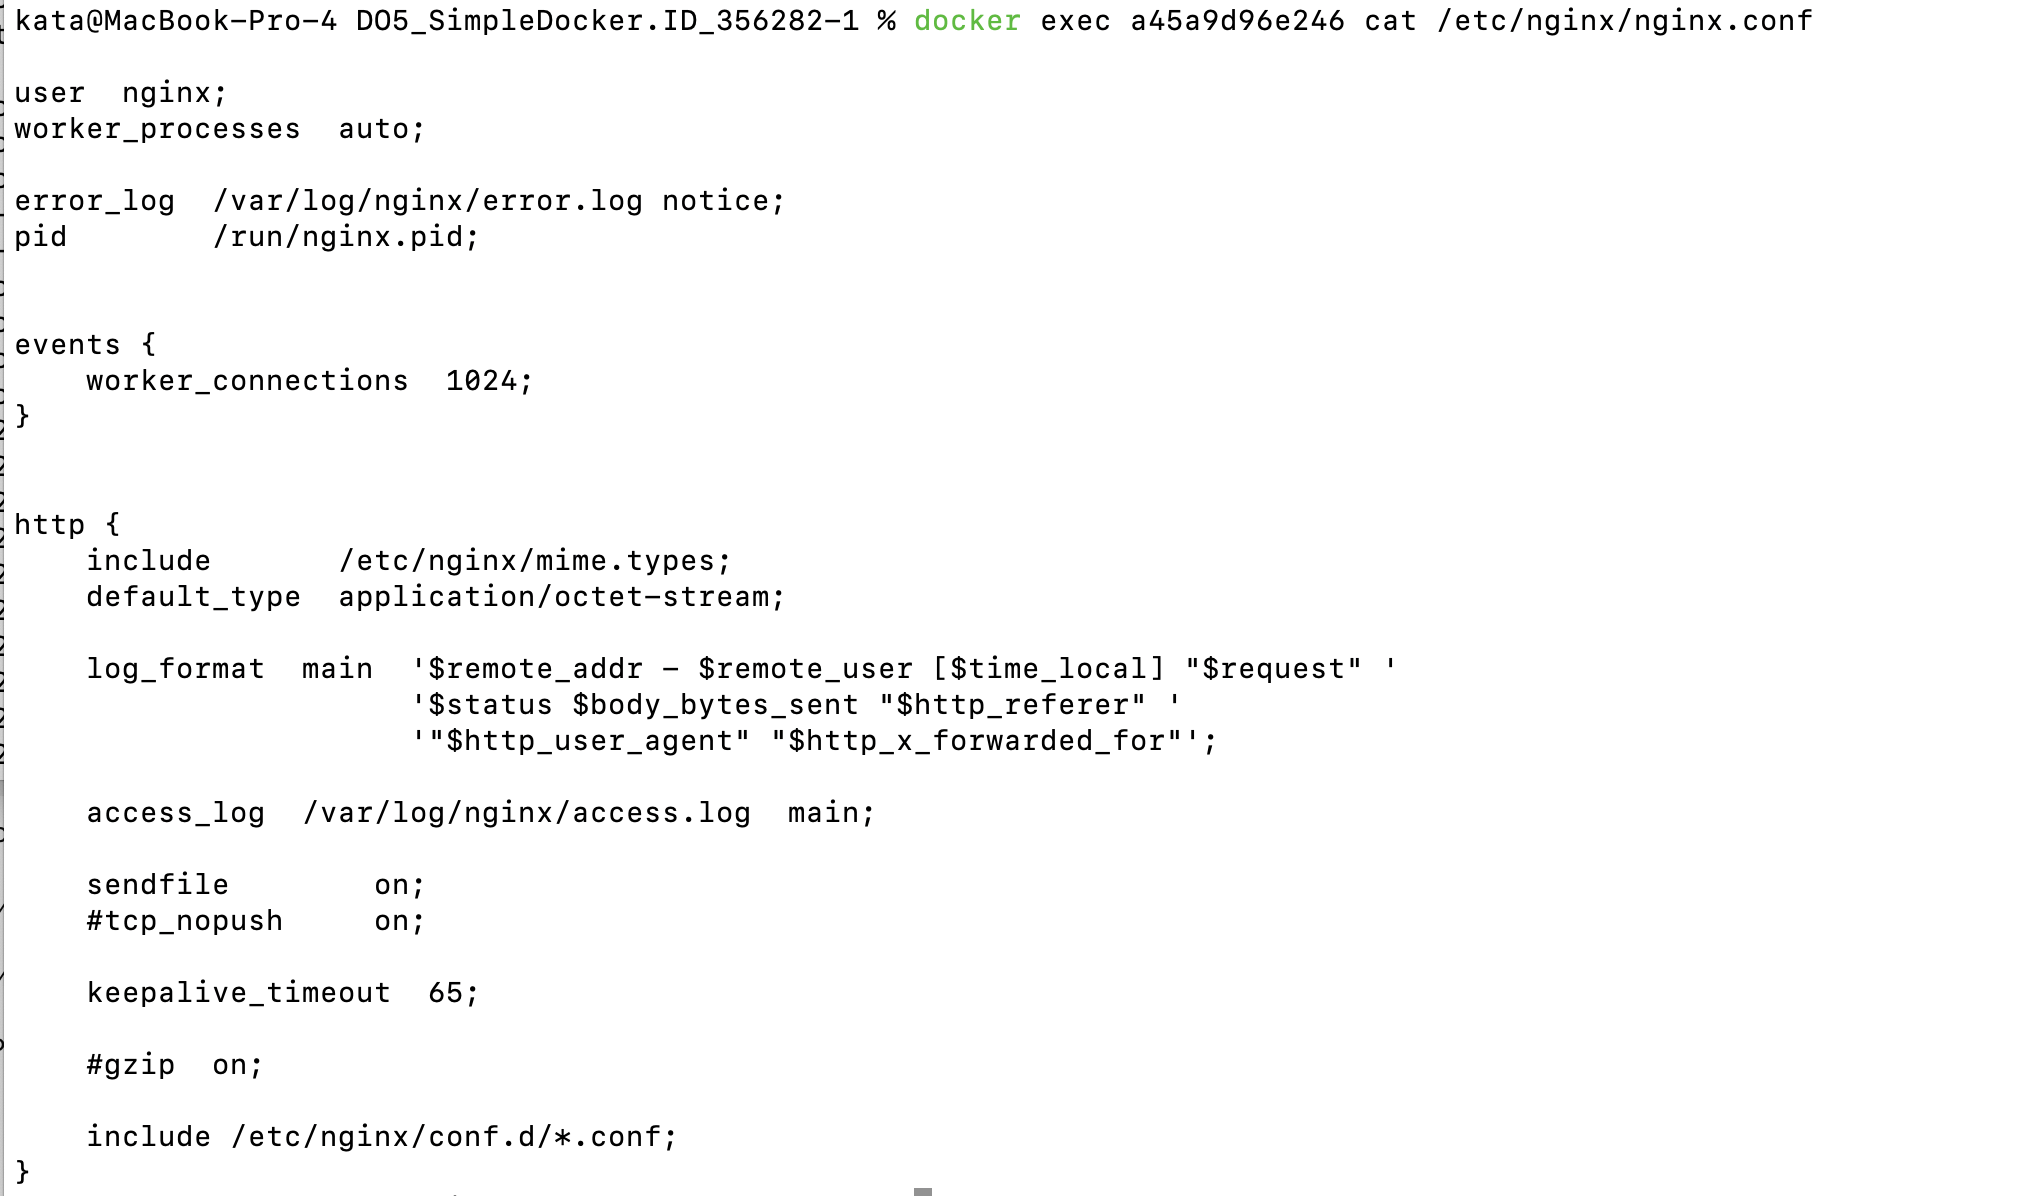 kata@MacBook-Pro-4 DO5_SimpleDocker.ID_356282-1 % docker exec a45a9d96e246 cat /etc/nginx/nginx.conf

user  nginx;
worker_processes  auto;

error_log  /var/log/nginx/error.log notice;
pid        /run/nginx.pid;


events {
    worker_connections  1024;
}


http {
    include       /etc/nginx/mime.types;
    default_type  application/octet-stream;

    log_format  main  '$remote_addr - $remote_user [$time_local] "$request" '
                      '$status $body_bytes_sent "$http_referer" '
                      '"$http_user_agent" "$http_x_forwarded_for"';

    access_log  /var/log/nginx/access.log  main;

    sendfile        on;
    #tcp_nopush     on;

    keepalive_timeout  65;

    #gzip  on;

    include /etc/nginx/conf.d/*.conf;
}